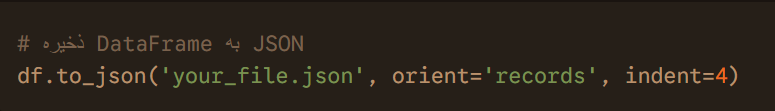 # ذخیره DataFrame به JSON
df.to_json('your_file.json', orient='records', indent=4)